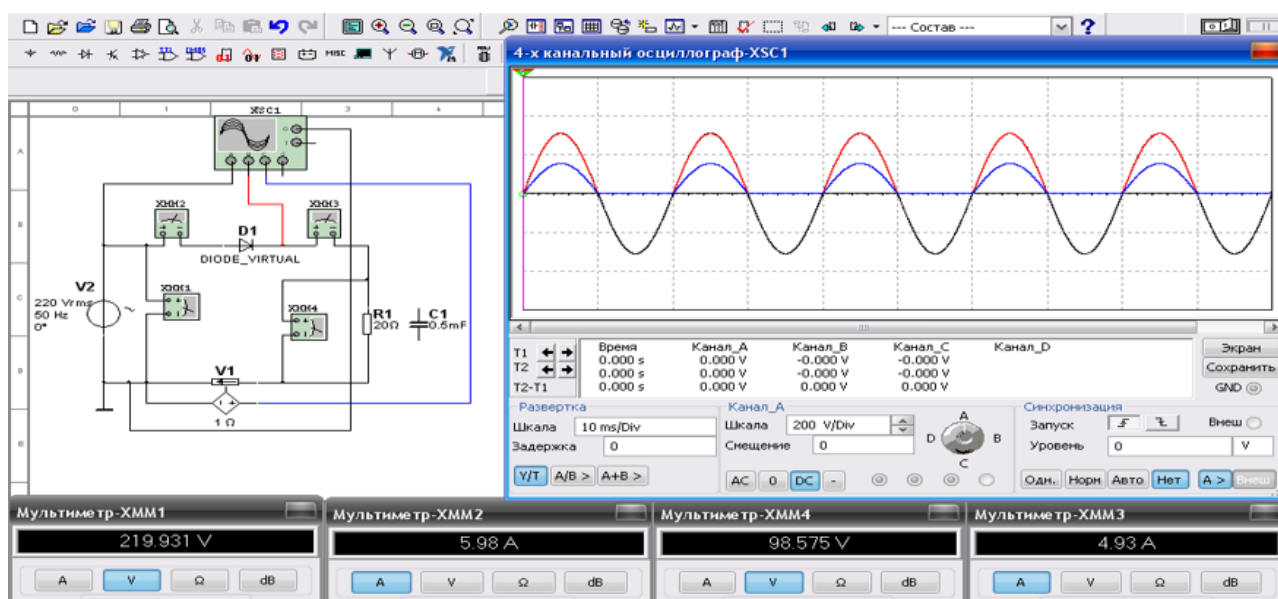 --- Состав ---
?
MISC
4-х канальный осциллограф-XSC1
0 1 3 4
XSC1
G
T
A B C D
A
B
C
D
E
XMM2
XMM3
D1
DIODE_VIRTUAL
V2
220 Vrms
50 Hz
0°
XMM1
XMM4
R1
20Ω
C1
0.5mF
V1
1 Ω
Время Канал_A Канал_B Канал_C Канал_D
T1 0.000 s 0.000 V -0.000 V -0.000 V
T2 0.000 s 0.000 V -0.000 V -0.000 V
T2-T1 0.000 s 0.000 V 0.000 V 0.000 V
Экран
Сохранить
GND
Развертка
Шкала 10 ms/Div
Задержка 0
Y/T A/B > A+B >
Канал_A
Шкала 200 V/Div
Смещение 0
AC 0 DC -
A
B
C
D
Синхронизация
Запуск Внеш
Уровень 0 V
Одн. Норм Авто Нет A > Внеш
Мультиметр-XMM1
219.931 V
A V Ω dB
Мультиметр-XMM2
5.98 A
A V Ω dB
Мультиметр-XMM4
98.575 V
A V Ω dB
Мультиметр-XMM3
4.93 A
A V Ω dB